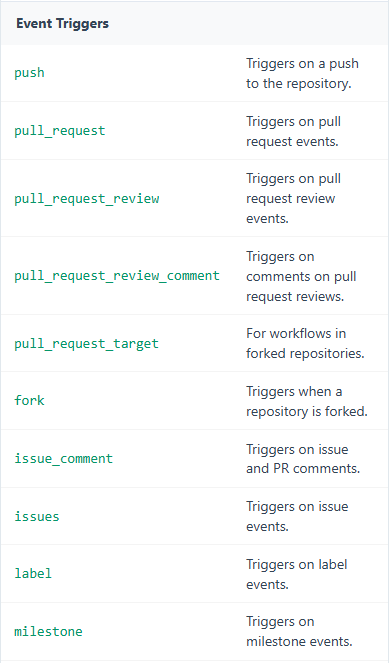 Event Triggers
push
Triggers on a push
to the repository.
pull_request
Triggers on pull
request events.
pull_request_review
Triggers on pull
request review
events.
pull_request_review_comment
Triggers on
comments on pull
request reviews.
pull_request_target
For workflows in
forked repositories.
fork
Triggers when a
repository is forked.
issue_comment
Triggers on issue
and PR comments.
issues
Triggers on issue
events.
label
Triggers on label
events.
milestone
Triggers on
milestone events.